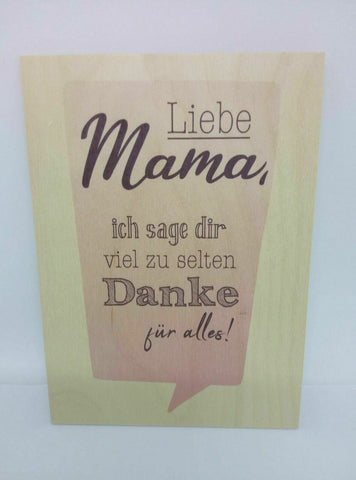 Liebe
Mama,
ich sage dir
viel zu selten
Danke
für alles!